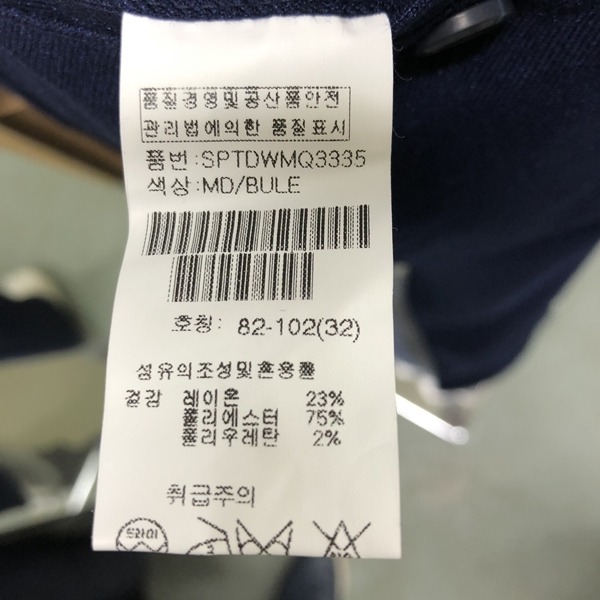 품질경영및공산품안전
관리법에의한 품질표시
품번:SPTDWMQ3335
색상:MD/BULE
호칭: 82-102(32)
섬유의조성및혼용률
겉감 레이온 23%
폴리에스터 75%
폴리우레탄 2%
취급주의
드라이